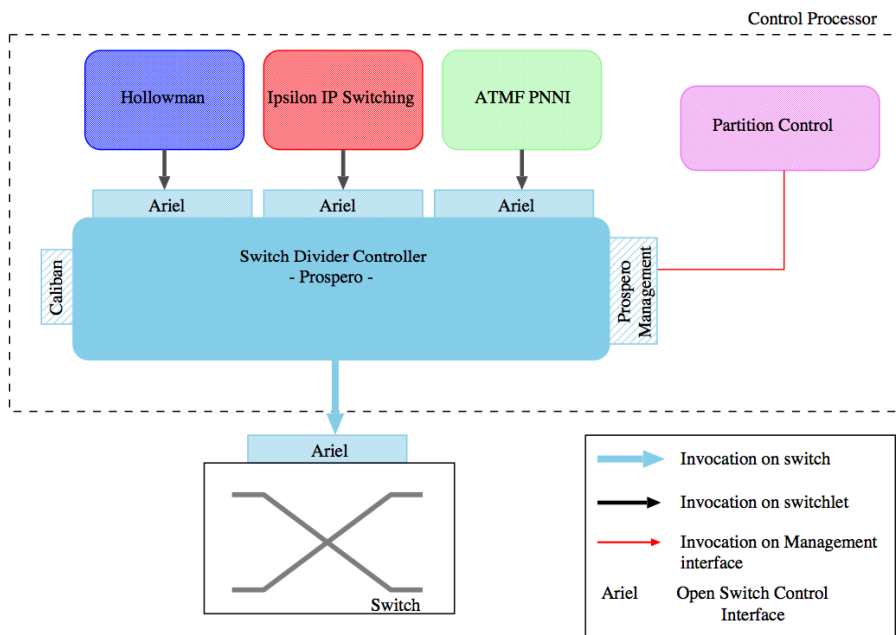 Control Processor
Hollowman
Ipsilon IP Switching
ATMF PNNI
Partition Control
Ariel
Ariel
Ariel
Caliban
Switch Divider Controller
- Prospero -
Prospero
Management
Ariel
Switch
Invocation on switch
Invocation on switchlet
Invocation on Management
interface
Ariel Open Switch Control
Interface